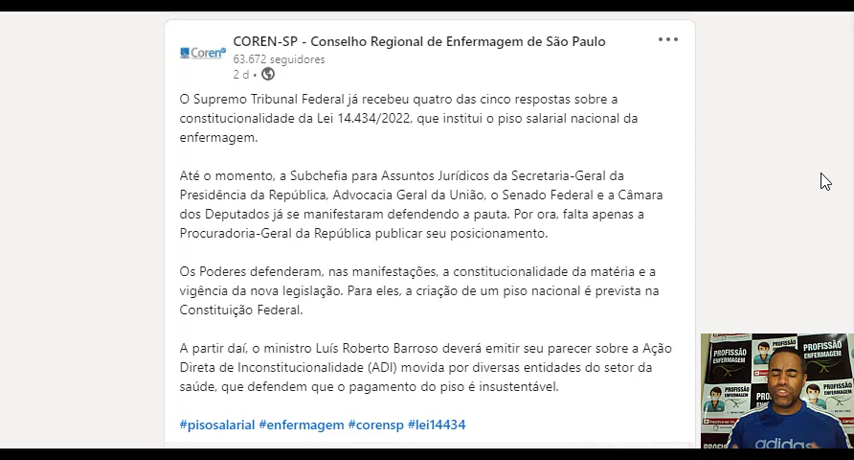 COREN-SP - Conselho Regional de Enfermagem de São Paulo
Coren
63.672 seguidores
2 d •
O Supremo Tribunal Federal já recebeu quatro das cinco respostas sobre a
constitucionalidade da Lei 14.434/2022, que institui o piso salarial nacional da
enfermagem.
Até o momento, a Subchefia para Assuntos Jurídicos da Secretaria-Geral da
Presidência da República, Advocacia Geral da União, o Senado Federal e a Câmara
dos Deputados já se manifestaram defendendo a pauta. Por ora, falta apenas a
Procuradoria-Geral da República publicar seu posicionamento.
Os Poderes defenderam, nas manifestações, a constitucionalidade da matéria e a
vigência da nova legislação. Para eles, a criação de um piso nacional é prevista na
Constituição Federal.
A partir daí, o ministro Luís Roberto Barroso deverá emitir seu parecer sobre a Ação
Direta de Inconstitucionalidade (ADI) movida por diversas entidades do setor da
saúde, que defendem que o pagamento do piso é insustentável.
#pisosalarial #enfermagem #corensp #lei14434
PROFISSÃO
ENFERMAGEM
PROFISSÃO
ENFERMAGEM
PROFISSÃO
ENFERMAGEM
adidas